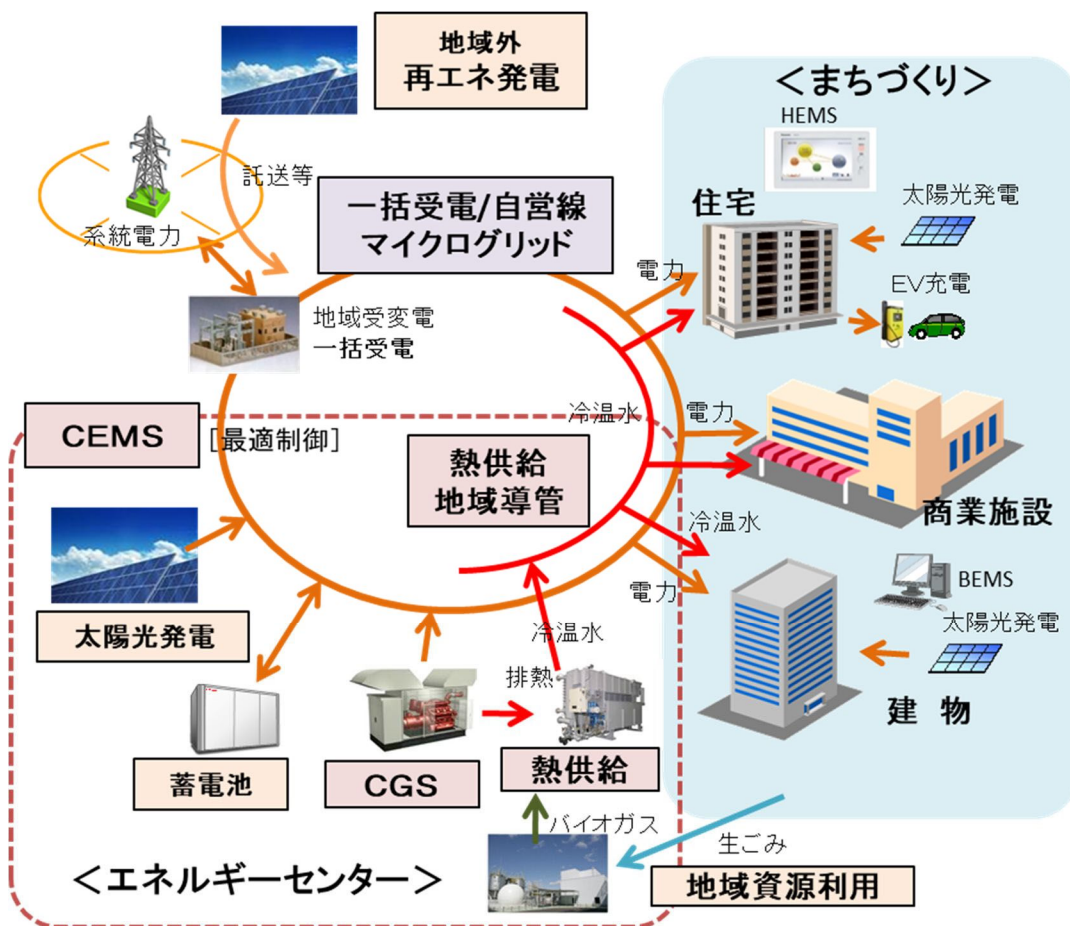 地域外
再エネ発電
＜まちづくり＞
HEMS
託送等
系統電力
一括受電/自営線
マイクログリッド
住宅
太陽光発電
電力
EV充電
地域受変電
一括受電
CEMS
[最適制御]
冷温水
電力
熱供給
地域導管
商業施設
冷温水
電力
BEMS
太陽光発電
建 物
太陽光発電
冷温水
排熱
蓄電池
CGS
熱供給
バイオガス
生ごみ
＜エネルギーセンター＞
地域資源利用